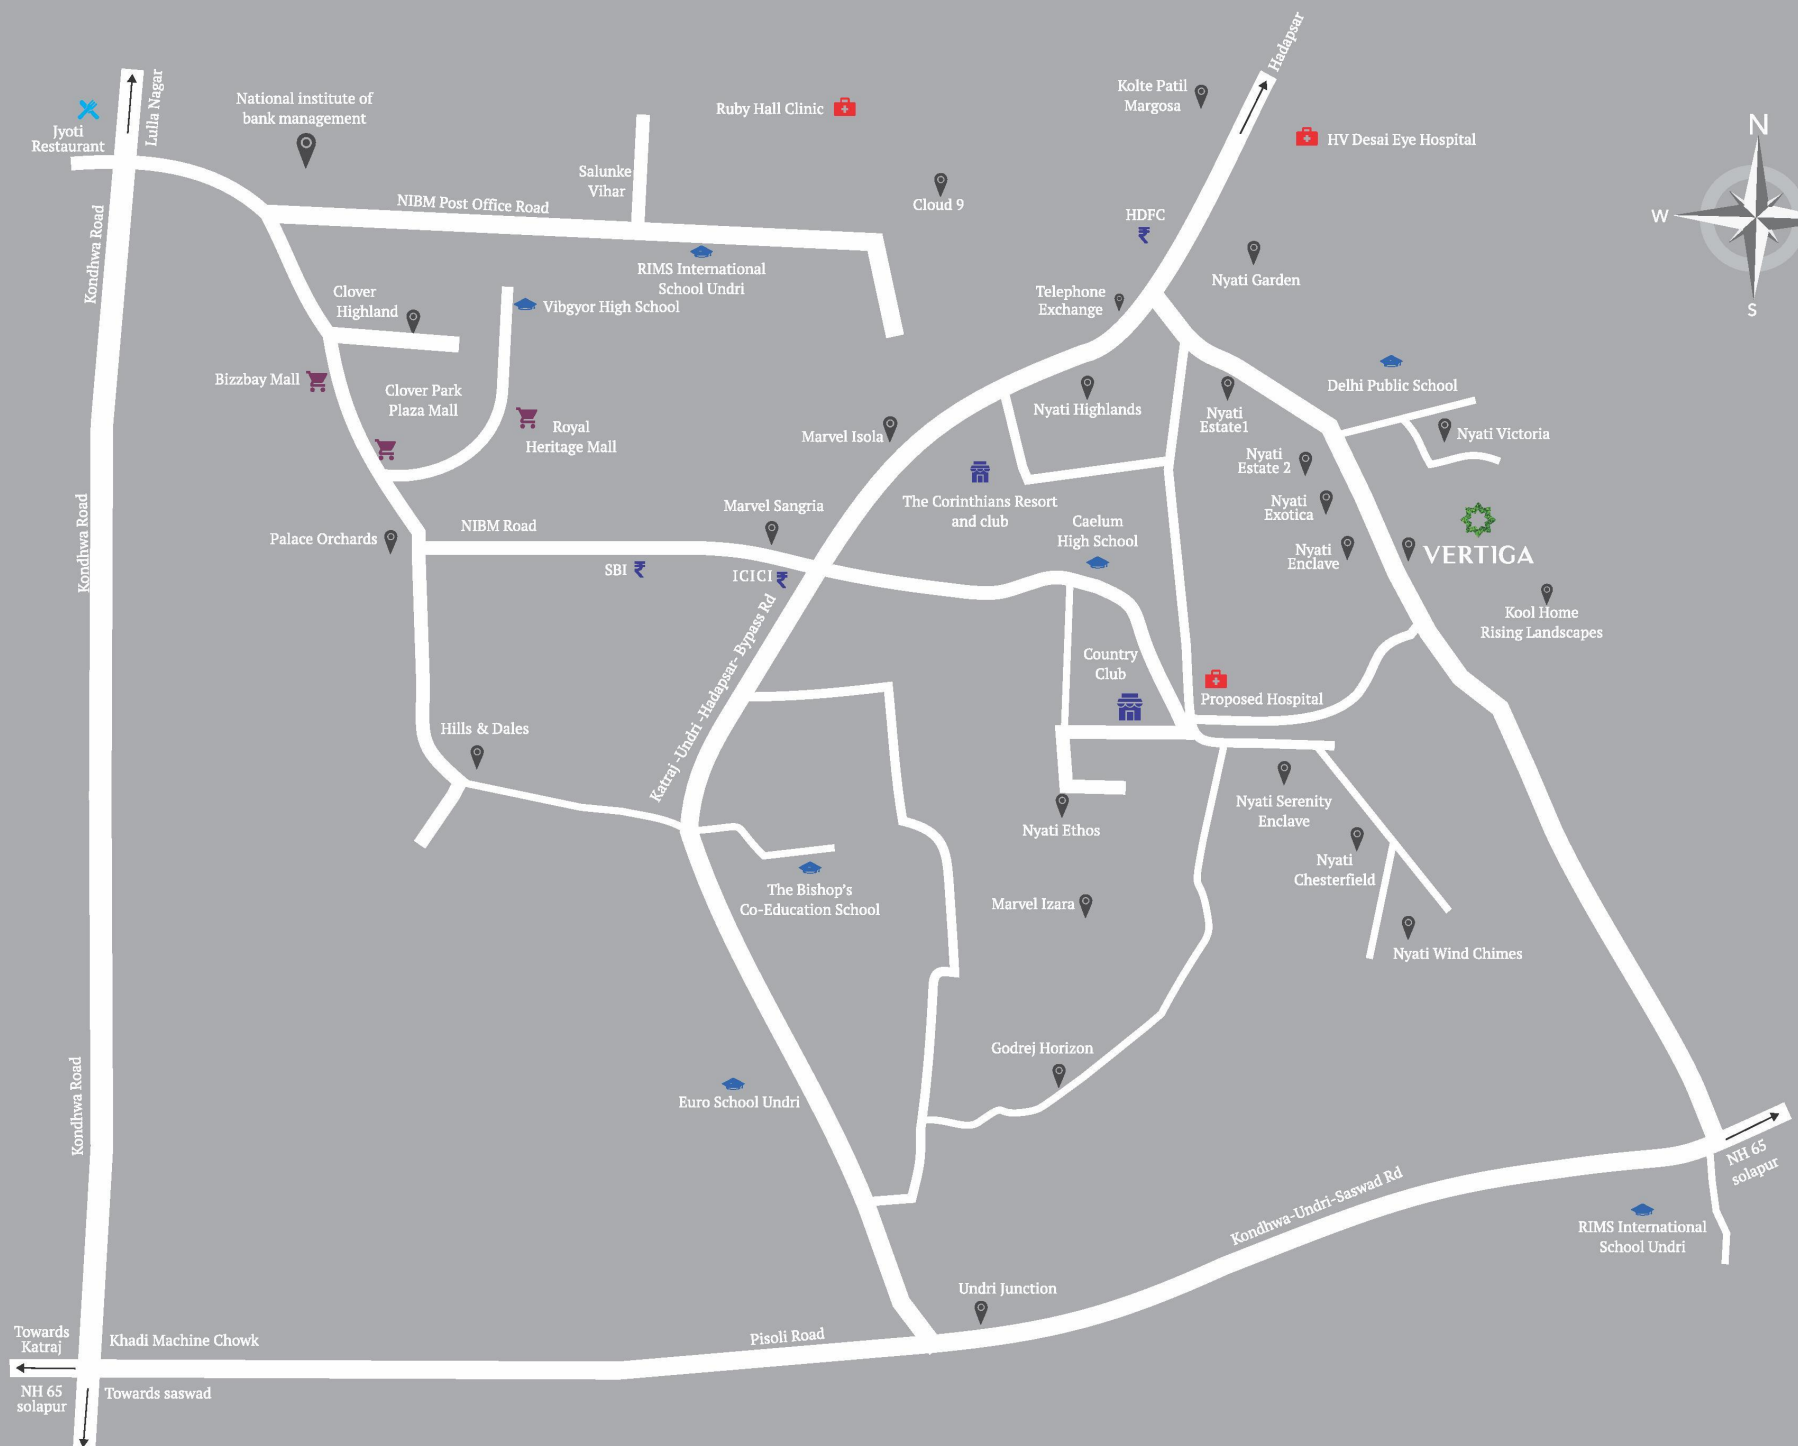 Hadapsar
Lulla Nagar
Kolte Patil
Margosa
National institute of
bank management
Ruby Hall Clinic
Jyoti
Restaurant
HV Desai Eye Hospital
N
W
S
Salunke
Vihar
NIBM Post Office Road
Cloud 9
HDFC
Kondhwa Road
RIMS International
School Undri
Nyati Garden
Clover
Highland
Vibgyor High School
Telephone
Exchange
Bizzbay Mall
Clover Park
Plaza Mall
Delhi Public School
Royal
Heritage Mall
Marvel Isola
Nyati Highlands
Nyati
Estate1
Nyati Victoria
Nyati
Estate 2
Kondhwa Road
Marvel Sangria
The Corinthians Resort
and club
Nyati
Exotica
NIBM Road
Caelum
High School
Palace Orchards
Nyati
Enclave
VERTIGA
SBI
ICICI
Kool Home
Rising Landscapes
Katraj -Undri -Hadapsar- Bypass Rd
Country
Club
Proposed Hospital
Hills & Dales
Nyati Serenity
Enclave
Nyati Ethos
Nyati
Chesterfield
The Bishop's
Co-Education School
Marvel Izara
Nyati Wind Chimes
Godrej Horizon
Kondhwa Road
Euro School Undri
NH 65
solapur
Kondhwa-Undri-Saswad Rd
RIMS International
School Undri
Undri Junction
Towards
Katraj
Khadi Machine Chowk
Pisoli Road
NH 65
solapur
Towards saswad